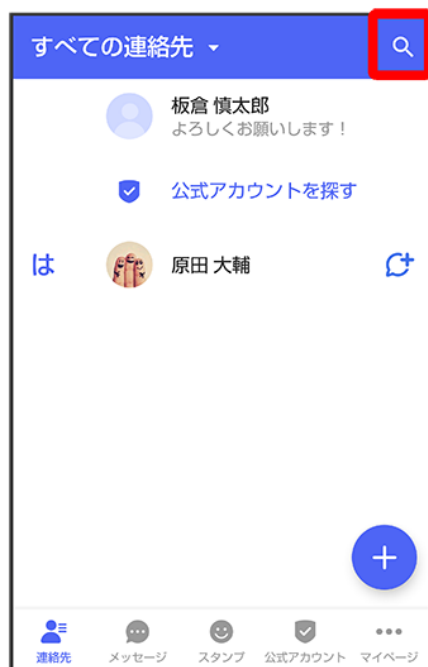 すべての連絡先
板倉 慎太郎
よろしくお願いします！
公式アカウントを探す
は
原田 大輔
連絡先
メッセージ
スタンプ
公式アカウント
マイページ